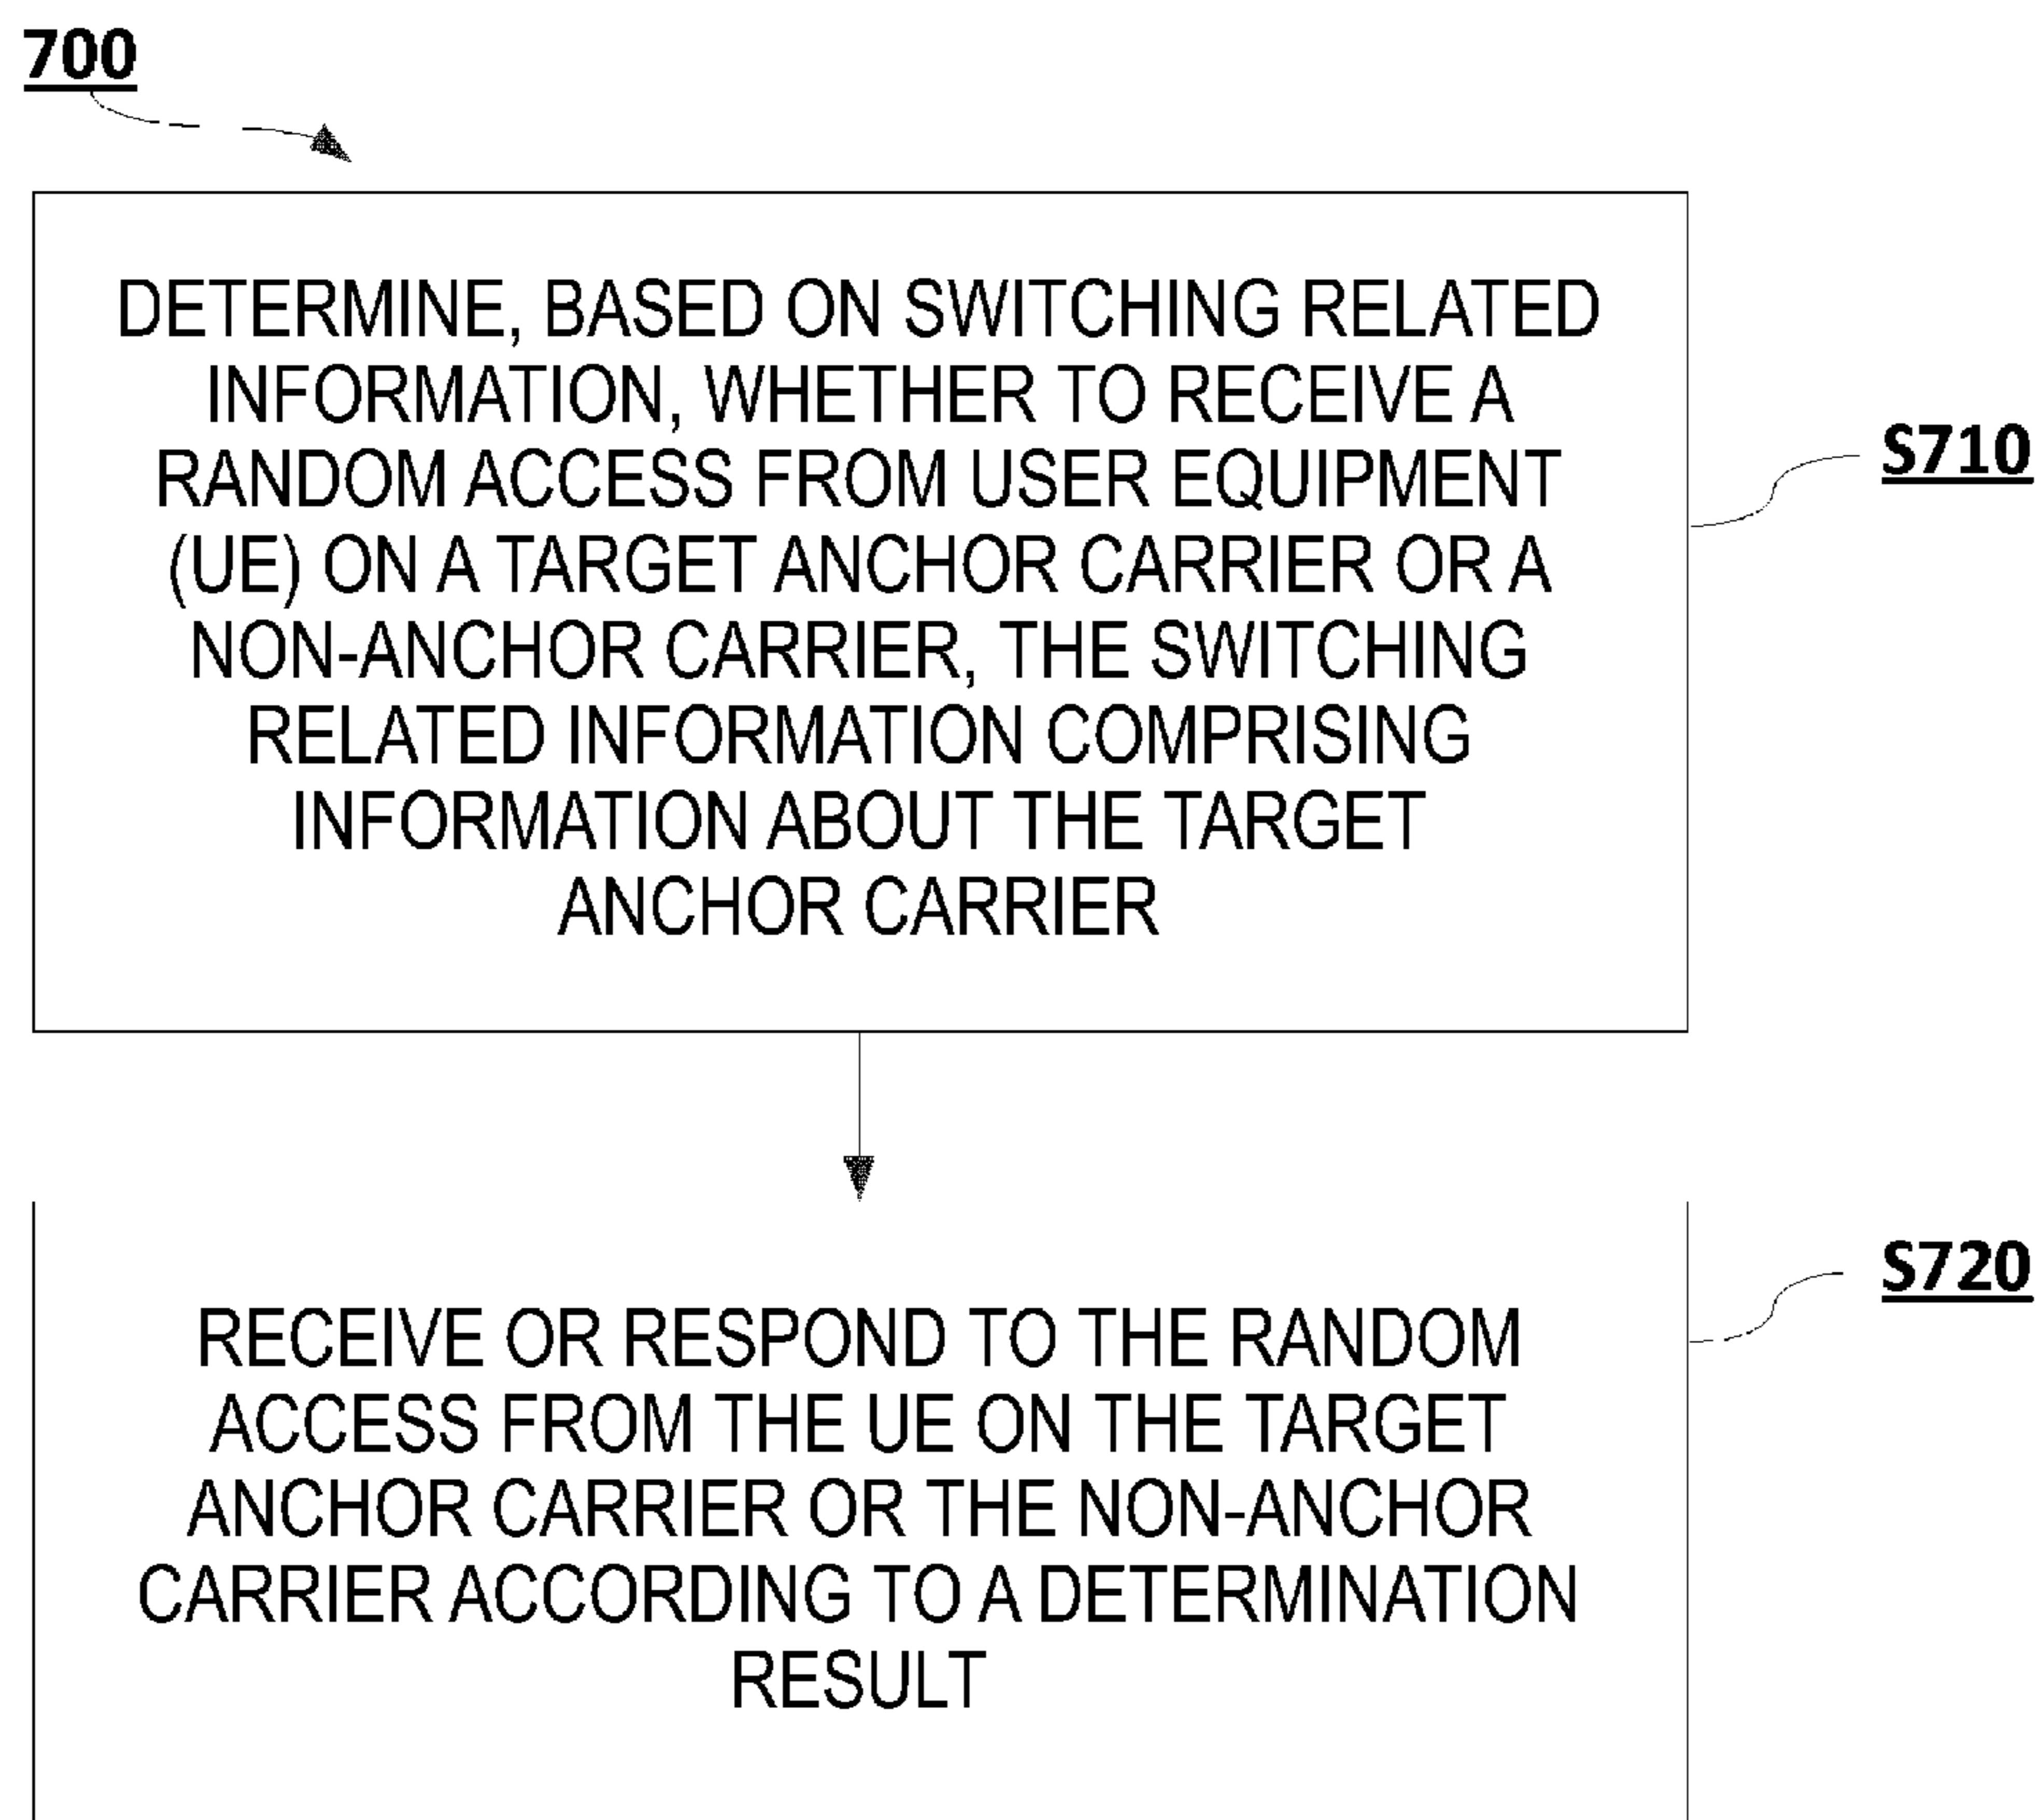 700
DETERMINE, BASED ON SWITCHING RELATED
INFORMATION, WHETHER TO RECEIVE A
RANDOM ACCESS FROM USER EQUIPMENT
(UE) ON A TARGET ANCHOR CARRIER OR A
NON-ANCHOR CARRIER, THE SWITCHING
RELATED INFORMATION COMPRISING
INFORMATION ABOUT THE TARGET
ANCHOR CARRIER
S710
RECEIVE OR RESPOND TO THE RANDOM
ACCESS FROM THE UE ON THE TARGET
ANCHOR CARRIER OR THE NON-ANCHOR
CARRIER ACCORDING TO A DETERMINATION
RESULT
S720